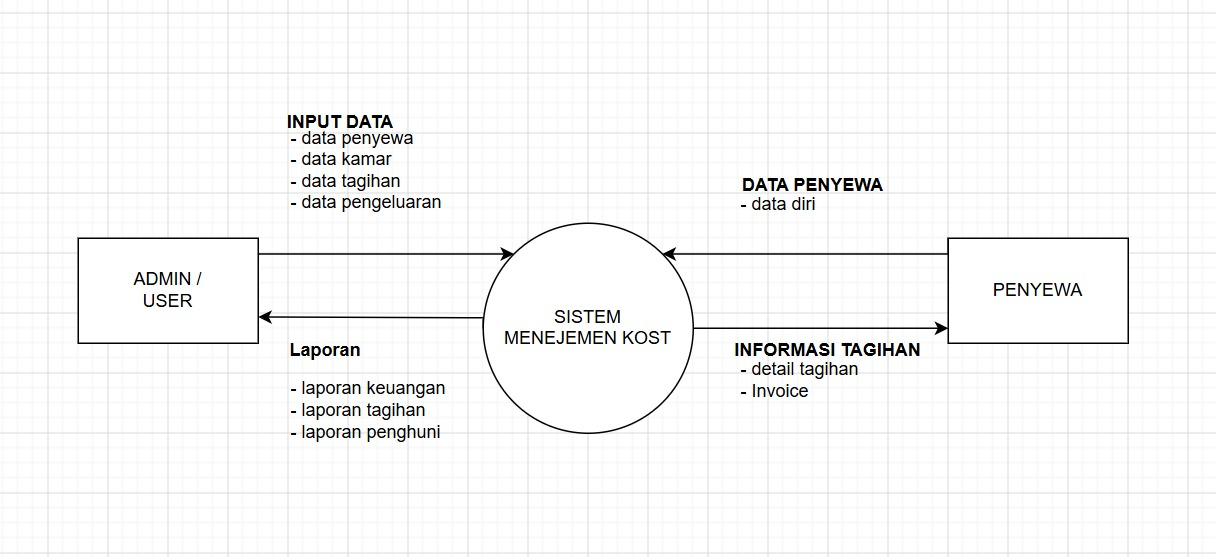 INPUT DATA
- data penyewa
- data kamar
- data tagihan
- data pengeluaran
DATA PENYEWA
- data diri
ADMIN /
USER
SISTEM
MENEJEMEN KOST
PENYEWA
Laporan
- laporan keuangan
- laporan tagihan
- laporan penghuni
INFORMASI TAGIHAN
- detail tagihan
- Invoice